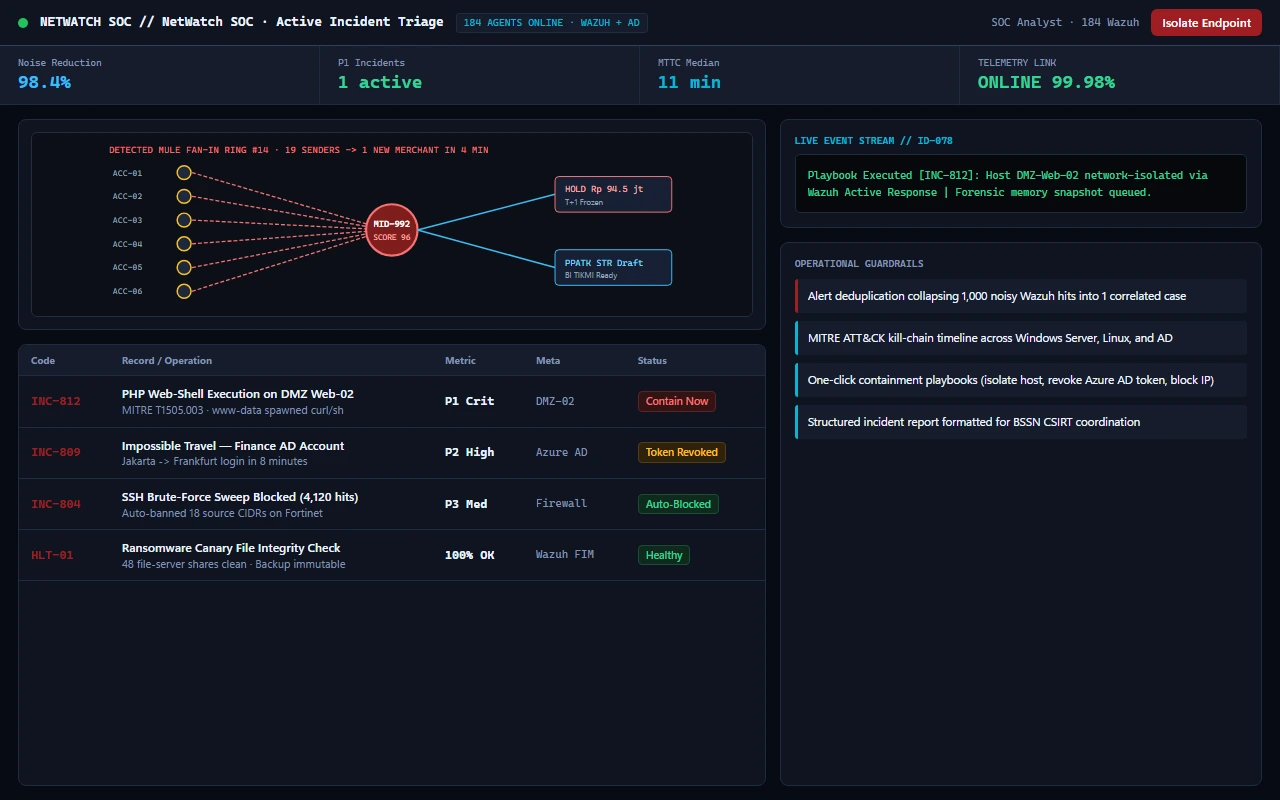 NETWATCH SOC // NetWatch SOC · Active Incident Triage
184 AGENTS ONLINE · WAZUH + AD
SOC Analyst · 184 Wazuh
Isolate Endpoint
Noise Reduction
98.4%
P1 Incidents
1 active
MTTC Median
11 min
TELEMETRY LINK
ONLINE 99.98%
DETECTED MULE FAN-IN RING #14 · 19 SENDERS -> 1 NEW MERCHANT IN 4 MIN
ACC-01
ACC-02
ACC-03
ACC-04
ACC-05
ACC-06
MID-992
SCORE 96
HOLD Rp 94.5 jt
T+1 Frozen
PPATK STR Draft
BI TIKMI Ready
Code Record / Operation Metric Meta Status
INC-812 PHP Web-Shell Execution on DMZ Web-02 P1 Crit DMZ-02 Contain Now
MITRE T1505.003 · www-data spawned curl/sh
INC-809 Impossible Travel — Finance AD Account P2 High Azure AD Token Revoked
Jakarta -> Frankfurt login in 8 minutes
INC-804 SSH Brute-Force Sweep Blocked (4,120 hits) P3 Med Firewall Auto-Blocked
Auto-banned 18 source CIDRs on Fortinet
HLT-01 Ransomware Canary File Integrity Check 100% OK Wazuh FIM Healthy
48 file-server shares clean · Backup immutable
LIVE EVENT STREAM // ID-078
Playbook Executed [INC-812]: Host DMZ-Web-02 network-isolated via
Wazuh Active Response | Forensic memory snapshot queued.
OPERATIONAL GUARDRAILS
Alert deduplication collapsing 1,000 noisy Wazuh hits into 1 correlated case
MITRE ATT&CK kill-chain timeline across Windows Server, Linux, and AD
One-click containment playbooks (isolate host, revoke Azure AD token, block IP)
Structured incident report formatted for BSSN CSIRT coordination